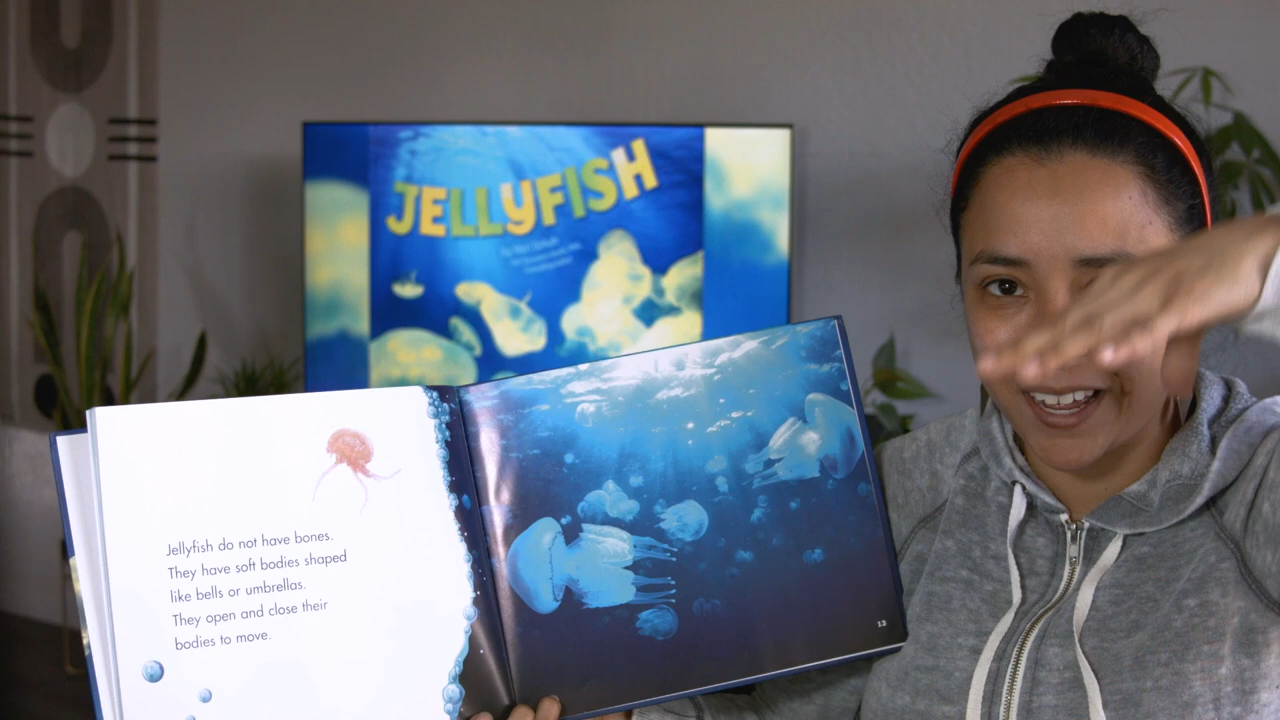 JELLYFISH
Jellyfish do not have bones.
They have soft bodies shaped
like bells or umbrellas.
They open and close their
bodies to move.
13